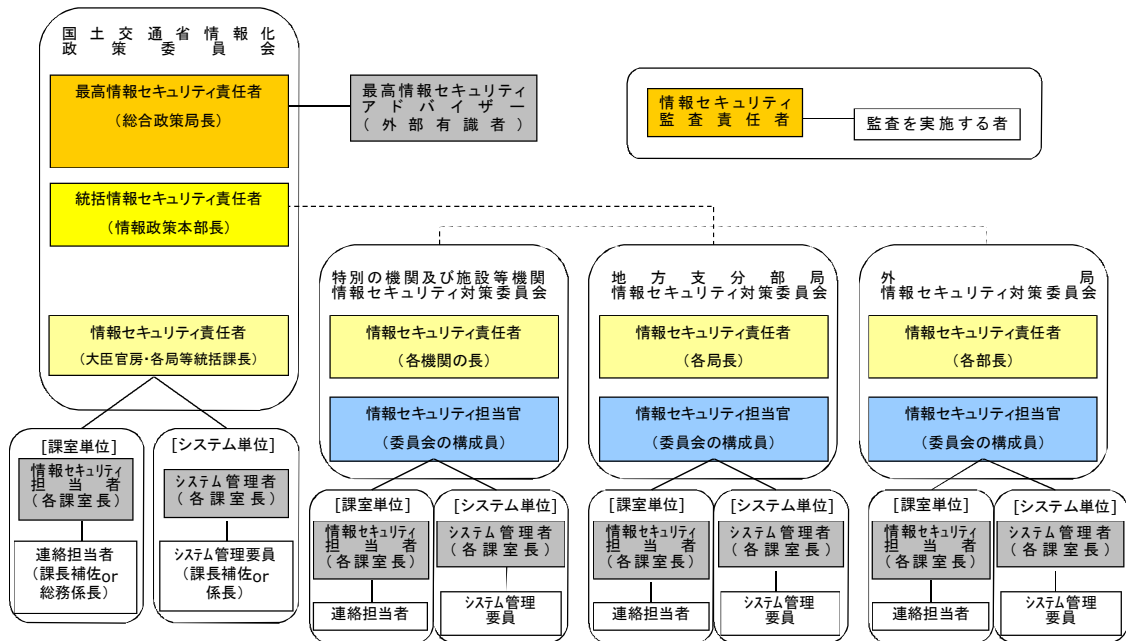 国土交通省情報化
政策委員会
最高情報セキュリティ責任者
(総合政策局長)
統括情報セキュリティ責任者
(情報政策本部長)
情報セキュリティ責任者
(大臣官房・各局等統括課長)
最高情報セキュリティ
アドバイザー
(外部有識者)
情報セキュリティ
監査責任者
監査を実施する者
[課室単位]
情報セキュリティ
担当者
(各課室長)
連絡担当者
(課長補佐or
総務係長)
[システム単位]
システム管理者
(各課室長)
システム管理要員
(課長補佐or
係長)
特別の機関及び施設等機関
情報セキュリティ対策委員会
情報セキュリティ責任者
(各機関の長)
情報セキュリティ担当官
(委員会の構成員)
[課室単位]
情報セキュリティ
担当者
(各課室長)
連絡担当者
[システム単位]
システム管理者
(各課室長)
システム管理
要員
地方支分部局
情報セキュリティ対策委員会
情報セキュリティ責任者
(各局長)
情報セキュリティ担当官
(委員会の構成員)
[課室単位]
情報セキュリティ
担当者
(各課室長)
連絡担当者
[システム単位]
システム管理者
(各課室長)
システム管理
要員
外局
情報セキュリティ対策委員会
情報セキュリティ責任者
(各部長)
情報セキュリティ担当官
(委員会の構成員)
[課室単位]
情報セキュリティ
担当者
(各課室長)
連絡担当者
[システム単位]
システム管理者
(各課室長)
システム管理
要員